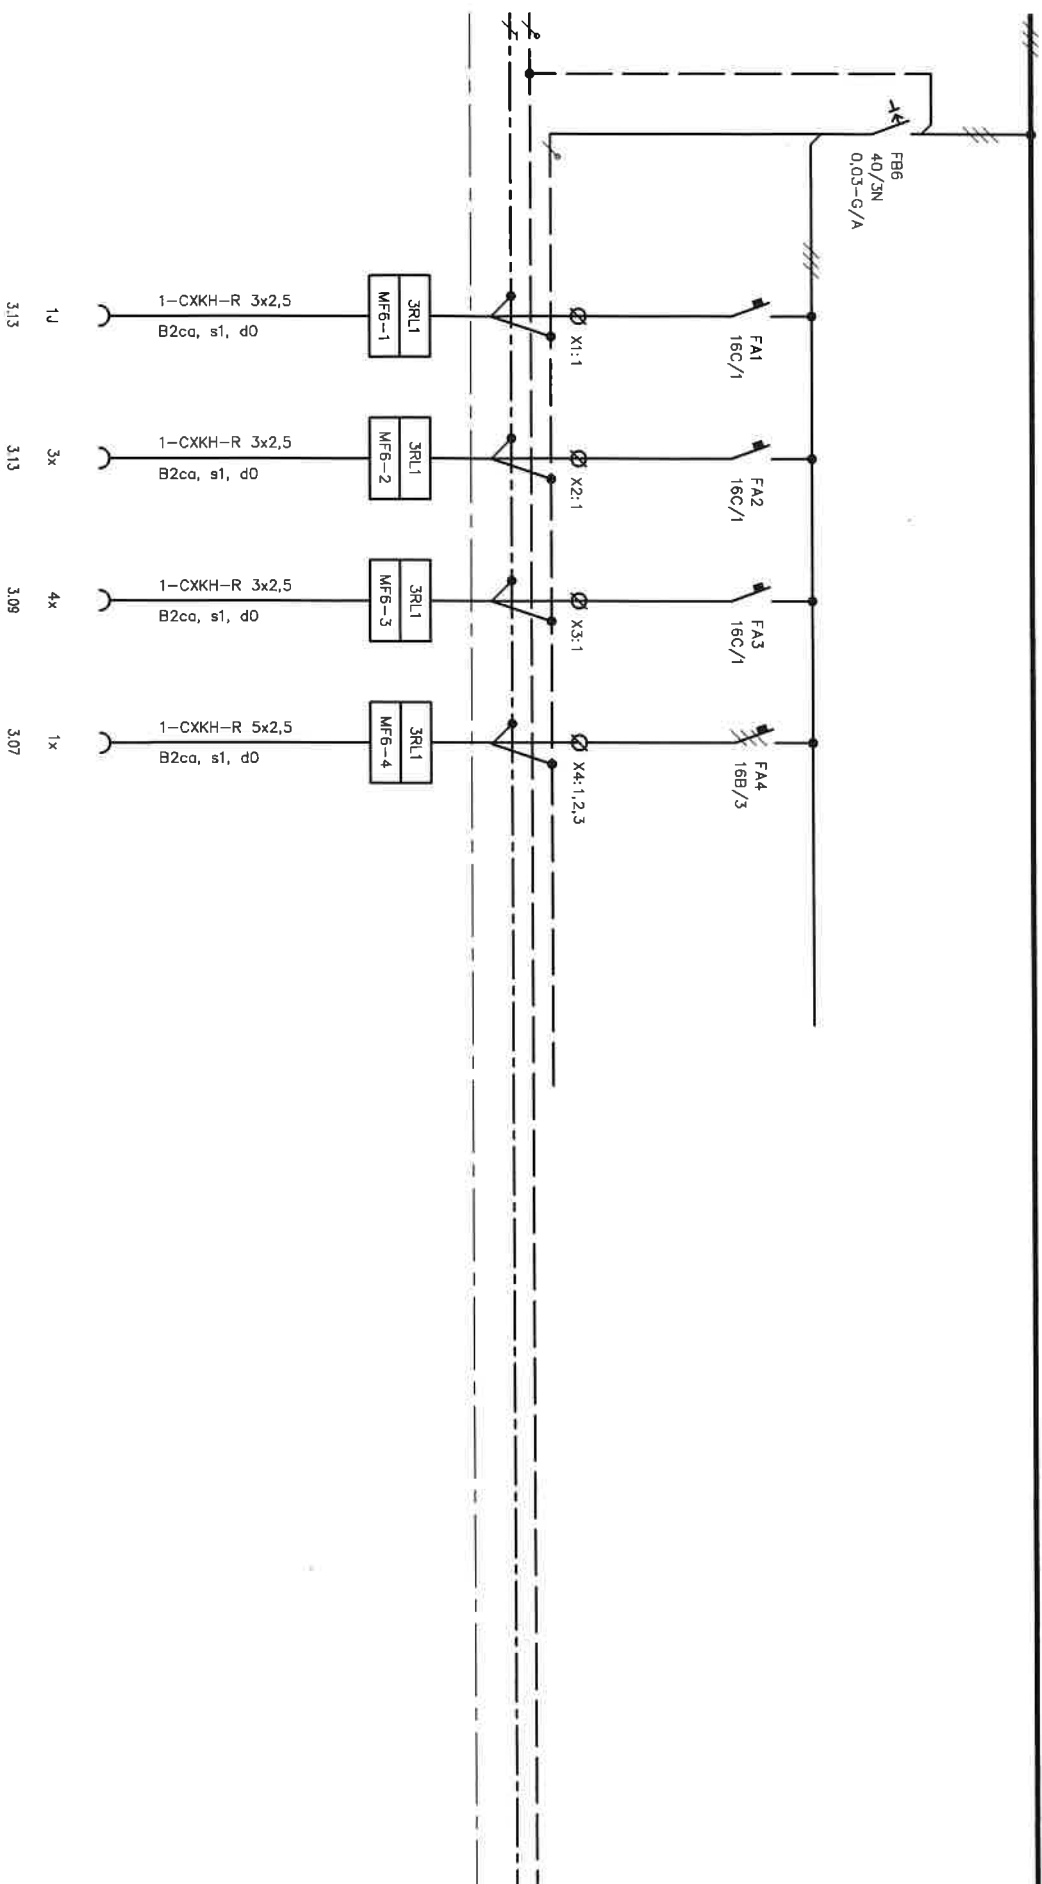 FB6
40/3N
0,03-G/A
FA1
16C/1
X1:1
3RL1
MF6-1
1-CXKH-R 3x2,5
B2ca, s1, d0
1J
3.13
FA2
16C/1
X2:1
3RL1
MF6-2
1-CXKH-R 3x2,5
B2ca, s1, d0
3x
3.13
FA3
16C/1
X3:1
3RL1
MF6-3
1-CXKH-R 3x2,5
B2ca, s1, d0
4x
3.09
FA4
16B/3
X4:1,2,3
3RL1
MF6-4
1-CXKH-R 5x2,5
B2ca, s1, d0
1x
3.07